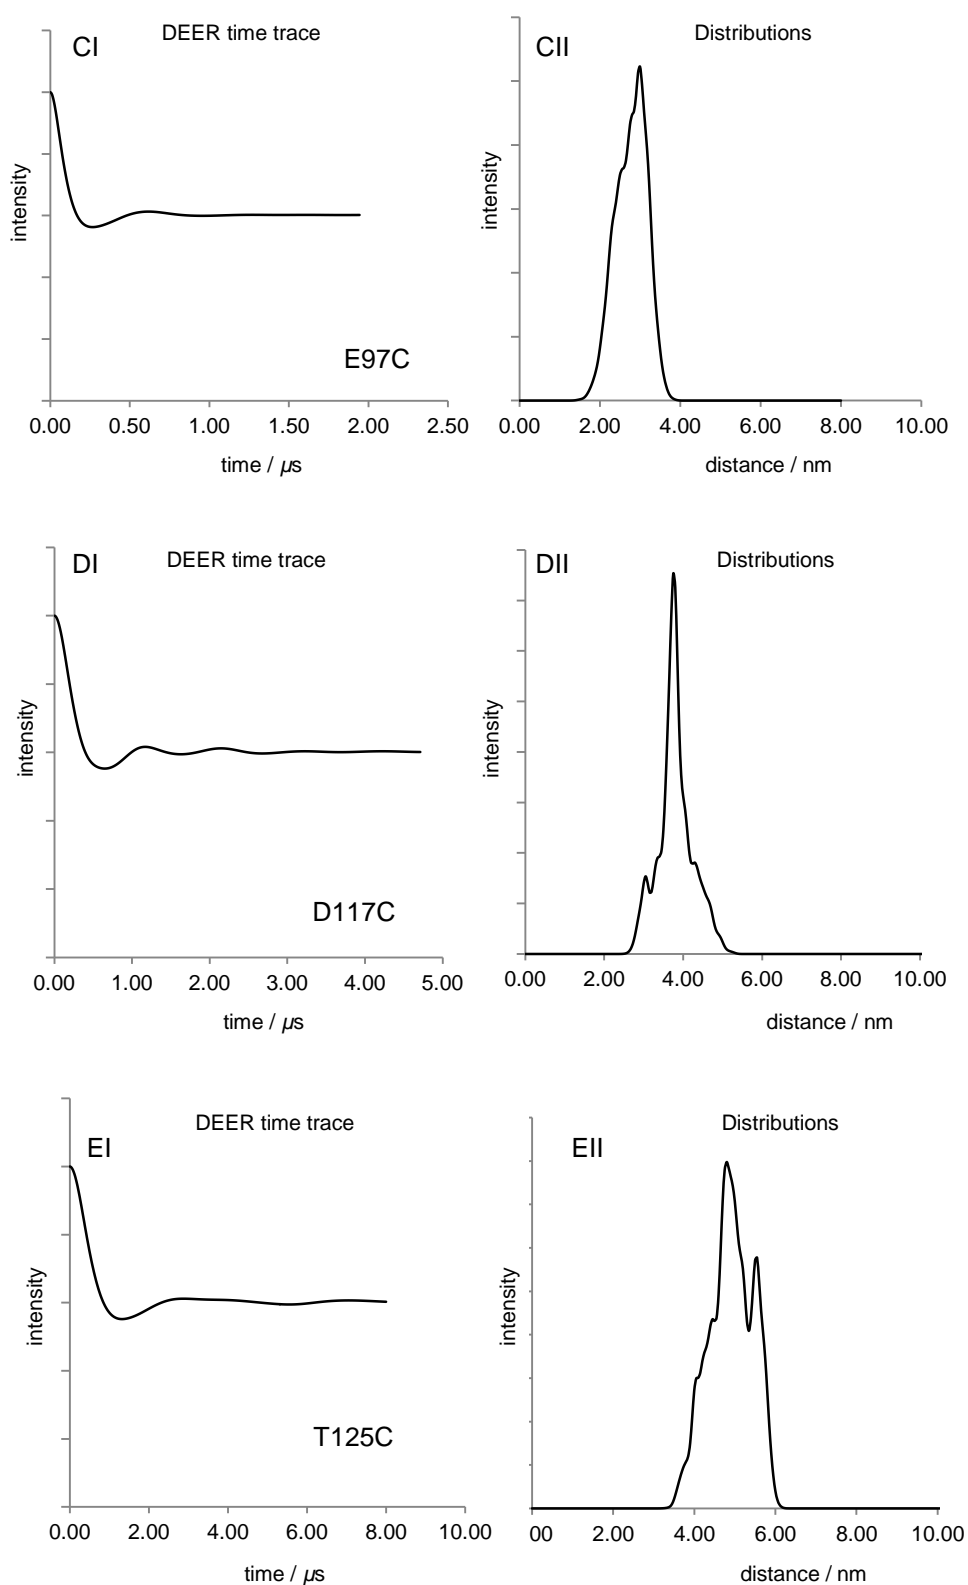 CI
DEER time trace
intensity
E97C
0.00 0.50 1.00 1.50 2.00 2.50
time / µs
CII
Distributions
intensity
0.00 2.00 4.00 6.00 8.00 10.00
distance / nm
DI
DEER time trace
intensity
D117C
0.00 1.00 2.00 3.00 4.00 5.00
time / µs
DII
Distributions
intensity
0.00 2.00 4.00 6.00 8.00 10.00
distance / nm
EI
DEER time trace
intensity
T125C
0.00 2.00 4.00 6.00 8.00 10.00
time / µs
EII
Distributions
intensity
00 2.00 4.00 6.00 8.00 10.00
distance / nm